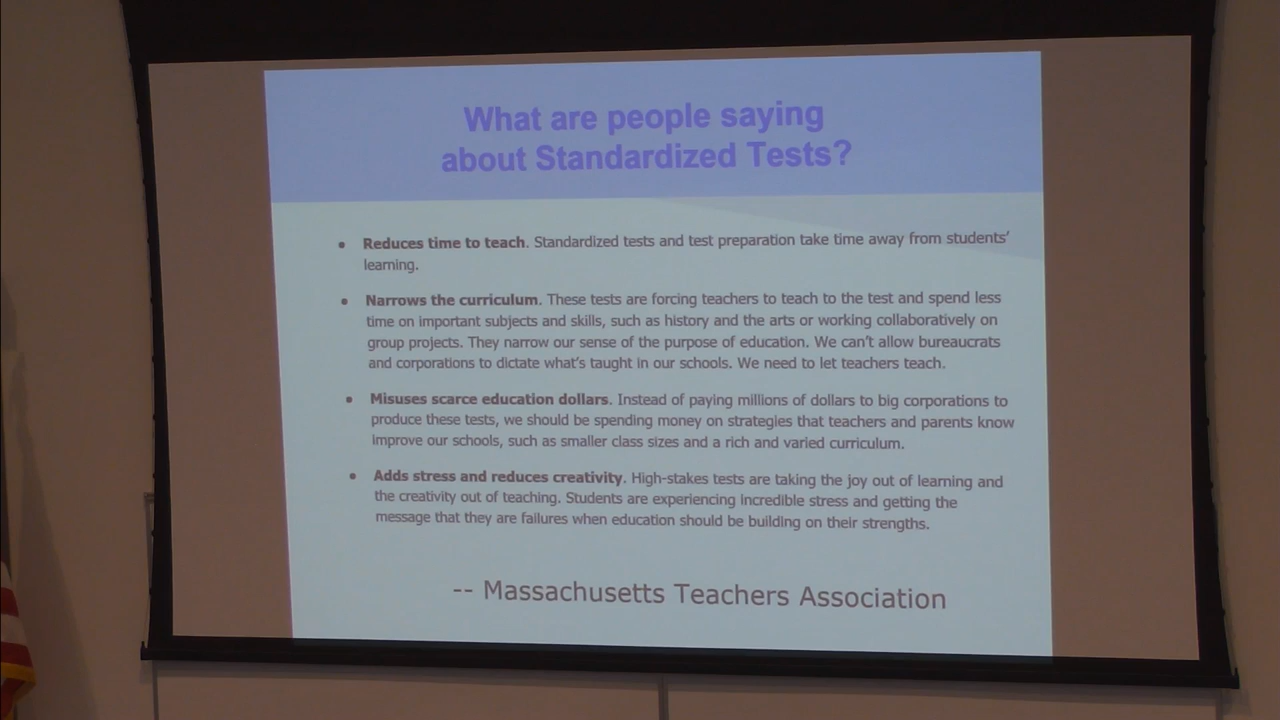 What are people saying
about Standardized Tests?
• Reduces time to teach. Standardized tests and test preparation take time away from students'
learning.
• Narrows the curriculum. These tests are forcing teachers to teach to the test and spend less
time on important subjects and skills, such as history and the arts or working collaboratively on
group projects. They narrow our sense of the purpose of education. We can't allow bureaucrats
and corporations to dictate what's taught in our schools. We need to let teachers teach.
• Misuses scarce education dollars. Instead of paying millions of dollars to big corporations to
produce these tests, we should be spending money on strategies that teachers and parents know
improve our schools, such as smaller class sizes and a rich and varied curriculum.
• Adds stress and reduces creativity. High-stakes tests are taking the joy out of learning and
the creativity out of teaching. Students are experiencing incredible stress and getting the
message that they are failures when education should be building on their strengths.
-- Massachusetts Teachers Association